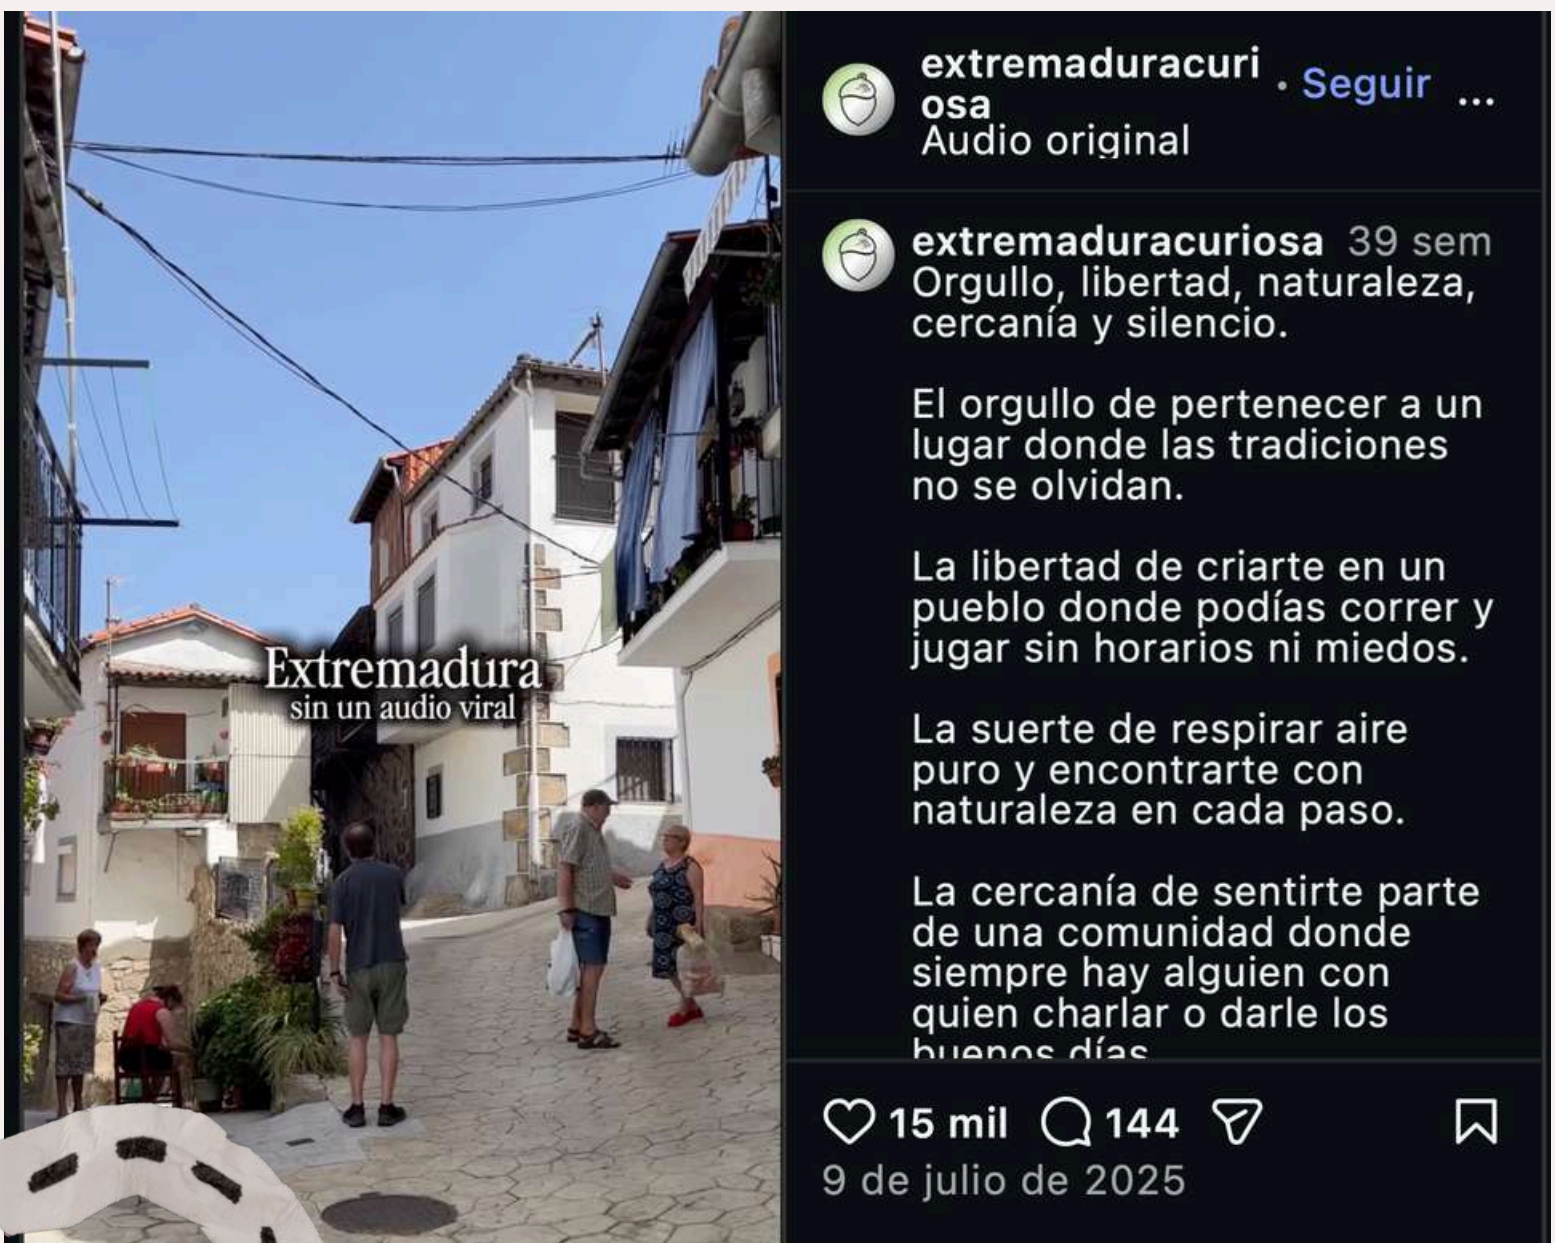 Extremadura
sin un audio viral
extremaduracuri
osa
• Seguir
...
Audio original
extremaduracuriosa 39 sem
Orgullo, libertad, naturaleza,
cercanía y silencio.
El orgullo de pertenecer a un
lugar donde las tradiciones
no se olvidan.
La libertad de criarte en un
pueblo donde podías correr y
jugar sin horarios ni miedos.
La suerte de respirar aire
puro y encontrarte con
naturaleza en cada paso.
La cercanía de sentirte parte
de una comunidad donde
siempre hay alguien con
quien charlar o darle los
buenos días
15 mil 144
9 de julio de 2025